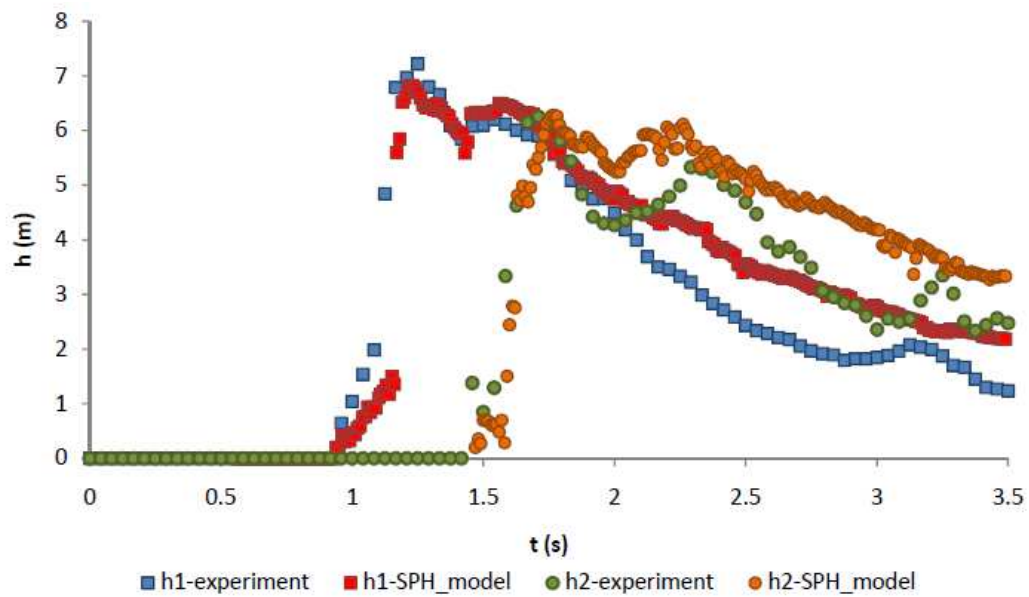 8
7
6
5
4
3
2
1
0
h (m)
0 0.5 1 1.5 2 2.5 3 3.5
t (s)
h1-experiment h1-SPH_model h2-experiment h2-SPH_model